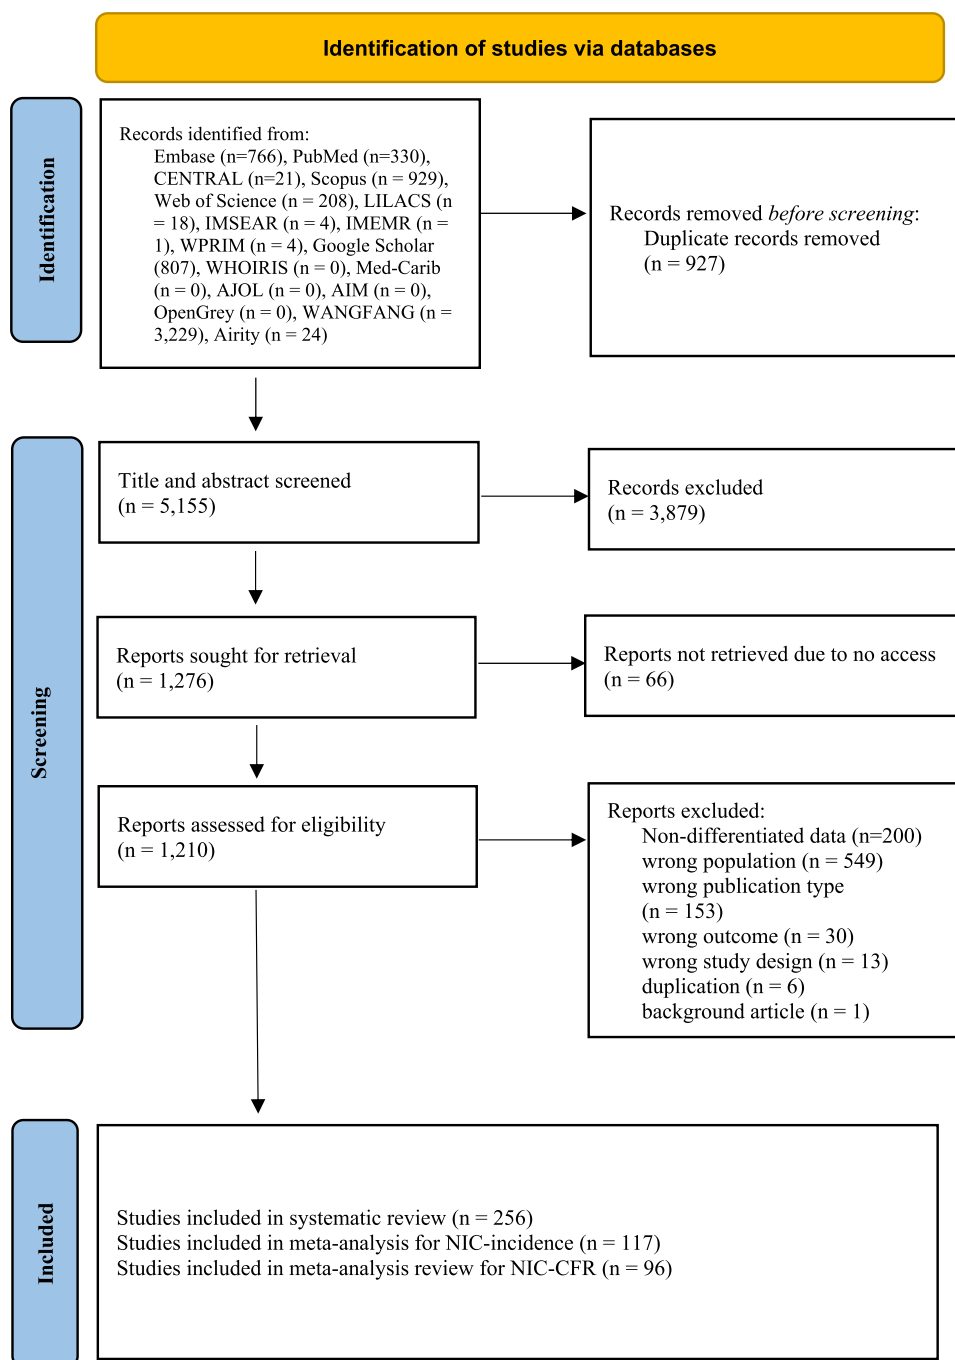 Identification of studies via databases
Identification
Records identified from:
Embase (n=766), PubMed (n=330),
CENTRAL (n=21), Scopus (n = 929),
Web of Science (n = 208), LILACS (n
= 18), IMSEAR (n = 4), IMEMR (n =
1), WPRIM (n = 4), Google Scholar
(807), WHOIRIS (n = 0), Med-Carib
(n = 0), AJOL (n = 0), AIM (n = 0),
OpenGrey (n = 0), WANGFANG (n =
3,229), Airity (n = 24)
Records removed before screening:
Duplicate records removed
(n = 927)
Screening
Title and abstract screened
(n = 5,155)
Records excluded
(n = 3,879)
Reports sought for retrieval
(n = 1,276)
Reports not retrieved due to no access
(n = 66)
Reports assessed for eligibility
(n = 1,210)
Reports excluded:
Non-differentiated data (n=200)
wrong population (n = 549)
wrong publication type
(n = 153)
wrong outcome (n = 30)
wrong study design (n = 13)
duplication (n = 6)
background article (n = 1)
Included
Studies included in systematic review (n = 256)
Studies included in meta-analysis for NIC-incidence (n = 117)
Studies included in meta-analysis review for NIC-CFR (n = 96)